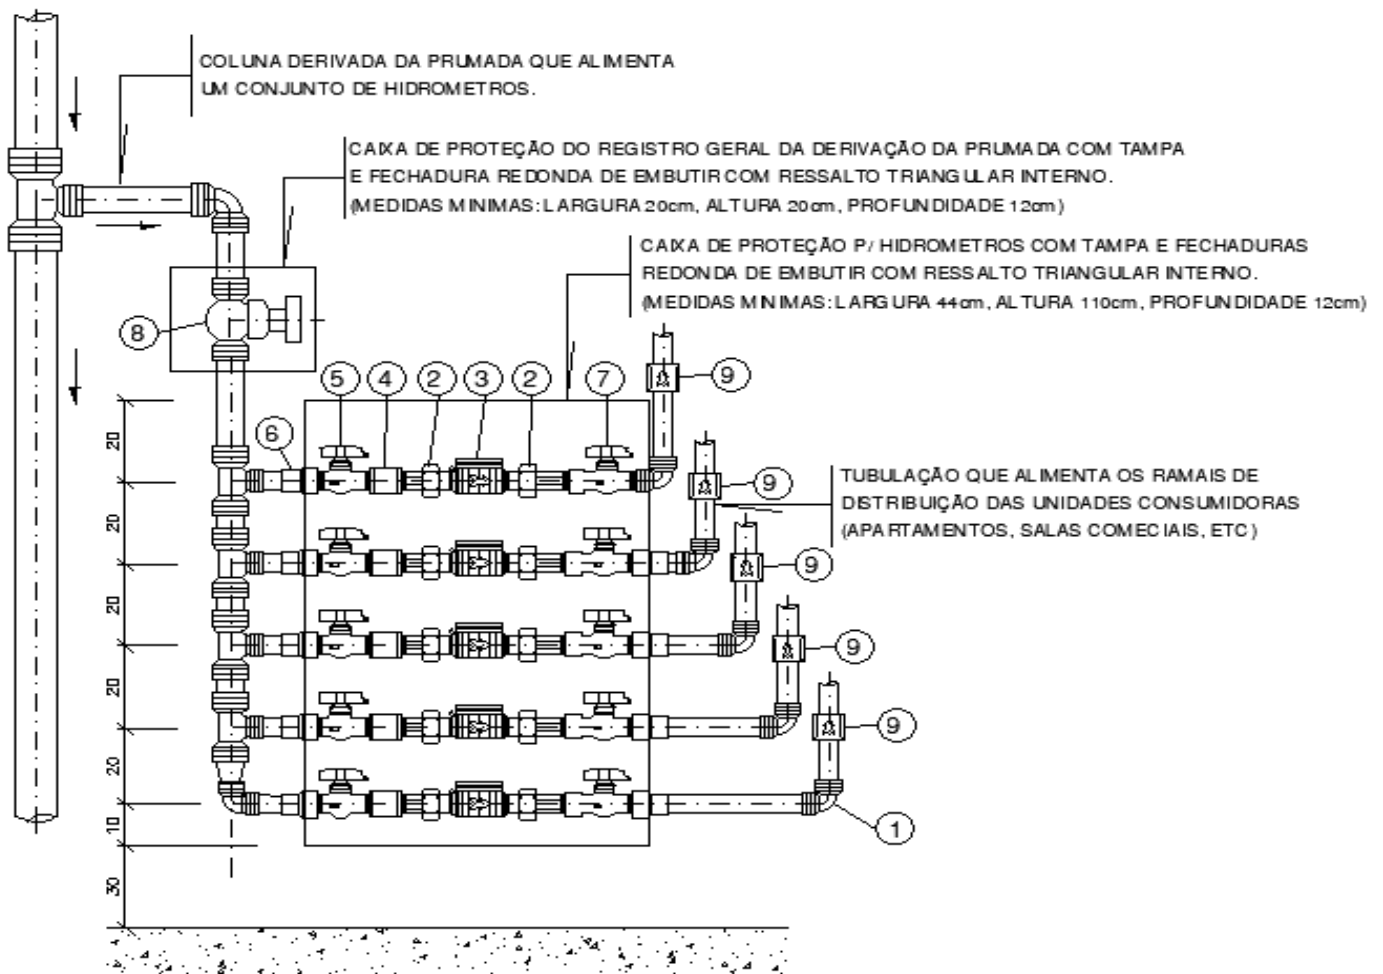 COLUNA DERIVADA DA PRUMADA QUE ALIMENTA
UM CONJUNTO DE HIDROMETROS.
CAIXA DE PROTEÇÃO DO REGISTRO GERAL DA DERIVAÇÃO DA PRUMADA COM TAMPA
E FECHADURA REDONDA DE EMBUTIR COM RESSALTO TRIANGULAR INTERNO.
(MEDIDAS MINIMAS: LARGURA 20cm, ALTURA 20cm, PROFUNDIDADE 12cm)
CAIXA DE PROTEÇÃO P/ HIDROMETROS COM TAMPA E FECHADURAS
REDONDA DE EMBUTIR COM RESSALTO TRIANGULAR INTERNO.
(MEDIDAS MINIMAS: LARGURA 44cm, ALTURA 110cm, PROFUNDIDADE 12cm)
8
5
4
2
3
2
7
9
6
9
TUBULAÇÃO QUE ALIMENTA OS RAMAIS DE
DISTRIBUIÇÃO DAS UNIDADES CONSUMIDORAS
(APARTAMENTOS, SALAS COMECIAIS, ETC)
9
9
9
1
20
20
20
20
20
10
30